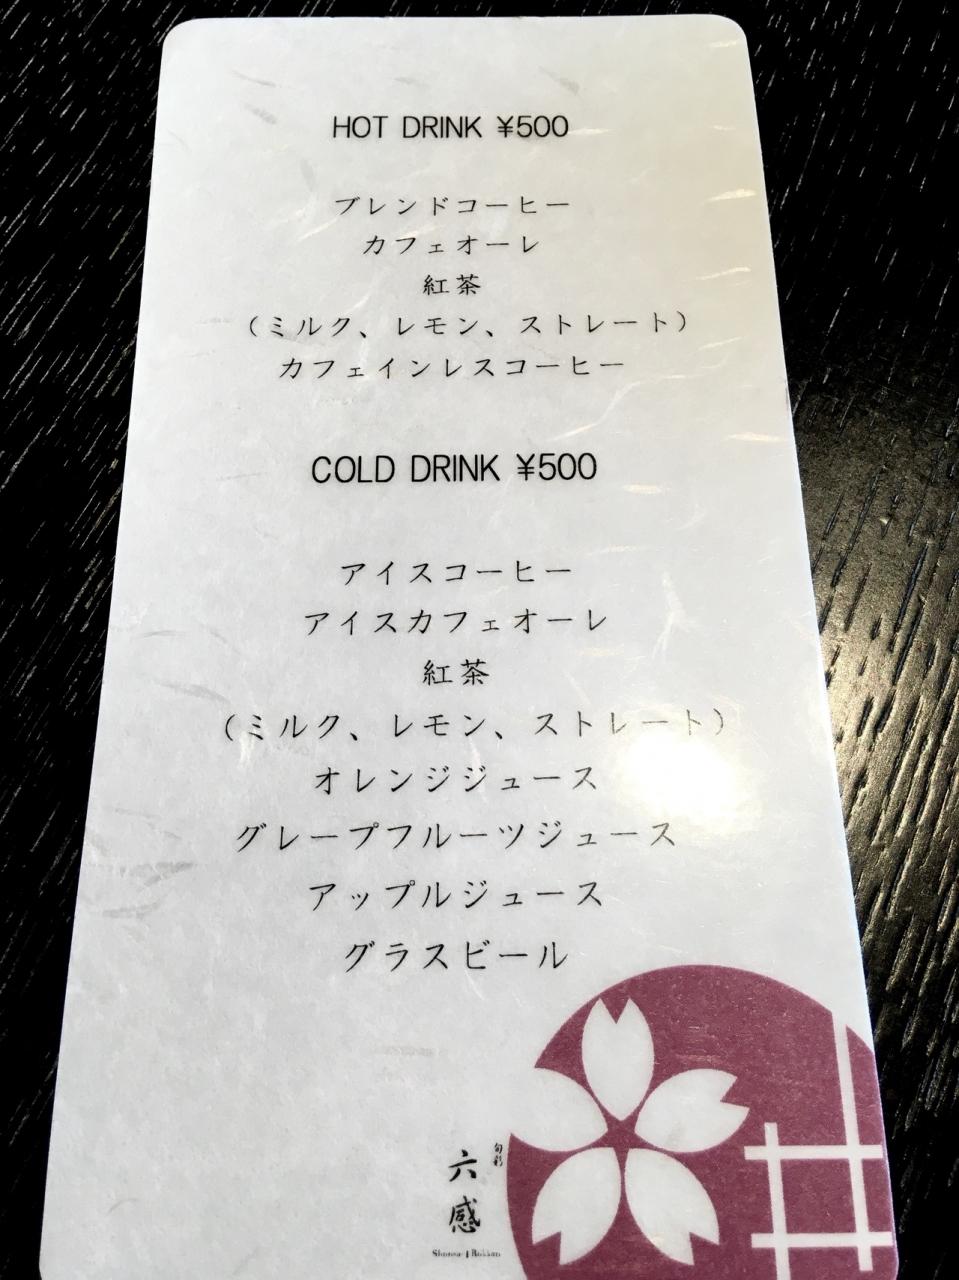 HOT DRINK ¥500
ブレンドコーヒー
カフェオーレ
紅茶
（ミルク、レモン、ストレート）
カフェインレスコーヒー
COLD DRINK ¥500
アイスコーヒー
アイスカフェオーレ
紅茶
（ミルク、レモン、ストレート）
オレンジジュース
グレープフルーツジュース
アップルジュース
グラスビール
旬彩
六感